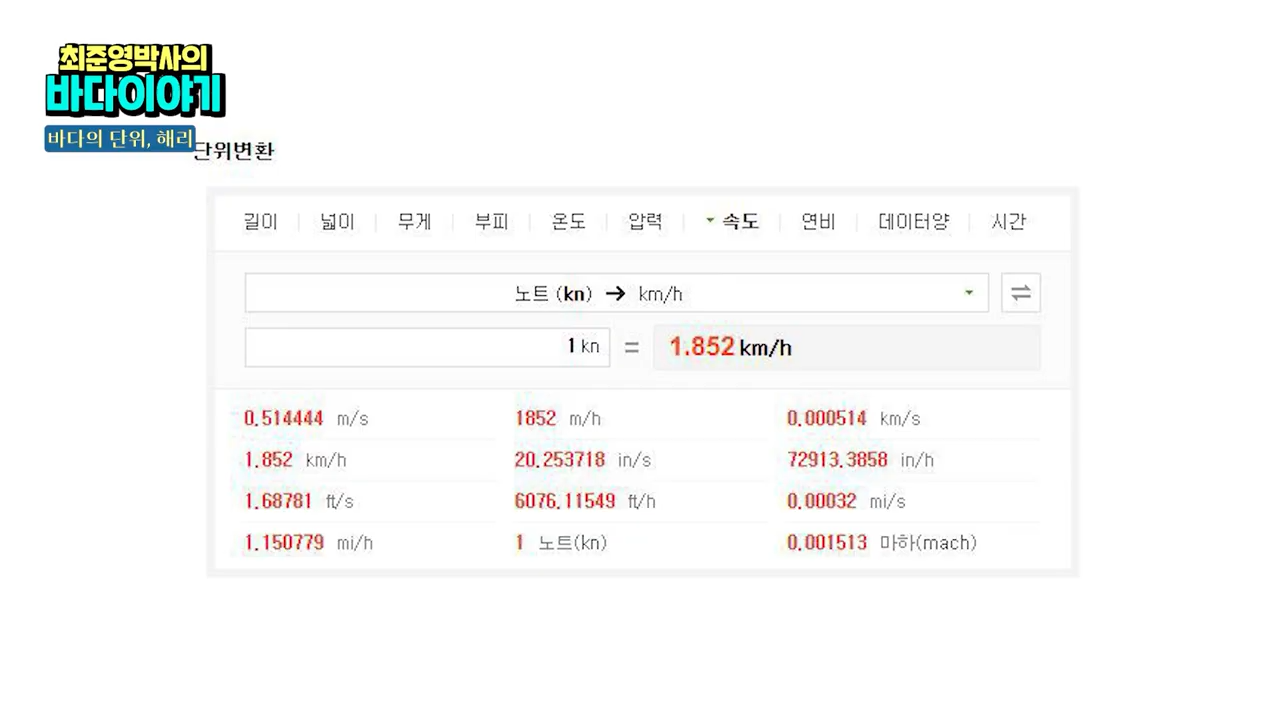 최준영박사의
바다이야기
바다의 단위, 해리
단위변환
길이 넓이 무게 부피 온도 압력 속도 연비 데이터양 시간
노트 (kn) → km/h
1 kn = 1.852 km/h
0.514444 m/s 1852 m/h 0.000514 km/s
1.852 km/h 20.253718 in/s 72913.3858 in/h
1.68781 ft/s 6076.11549 ft/h 0.00032 mi/s
1.150779 mi/h 1 노트(kn) 0.001513 마하(mach)